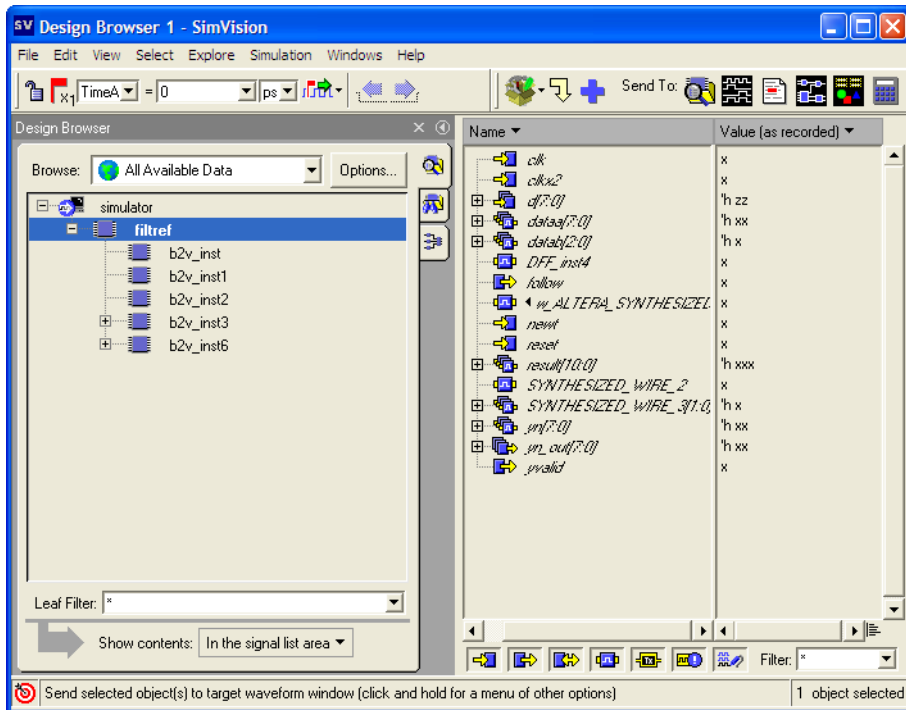 SV Design Browser 1 - SimVision
File Edit View Select Explore Simulation Windows Help
X1 TimeA = 0 ps Send To:
Design Browser
Browse: All Available Data Options...
simulator
filtref
b2v_inst
b2v_inst1
b2v_inst2
b2v_inst3
b2v_inst6
Leaf Filter: *
Show contents: In the signal list area
Name Value (as recorded)
clk x
clkx2 x
d[7:0] 'h zz
dataa[7:0] 'h xx
datab[2:0] 'h x
DFF_inst4 x
follow x
w_ALTERA_SYNTHESIZED x
newt x
reset x
result[10:0] 'h xxx
SYNTHESIZED_WIRE_2 x
SYNTHESIZED_WIRE_3[1:0 'h x
yn[7:0] 'h xx
yn_out[7:0] 'h xx
yvalid x
Filter: *
Send selected object(s) to target waveform window (click and hold for a menu of other options) 1 object selected